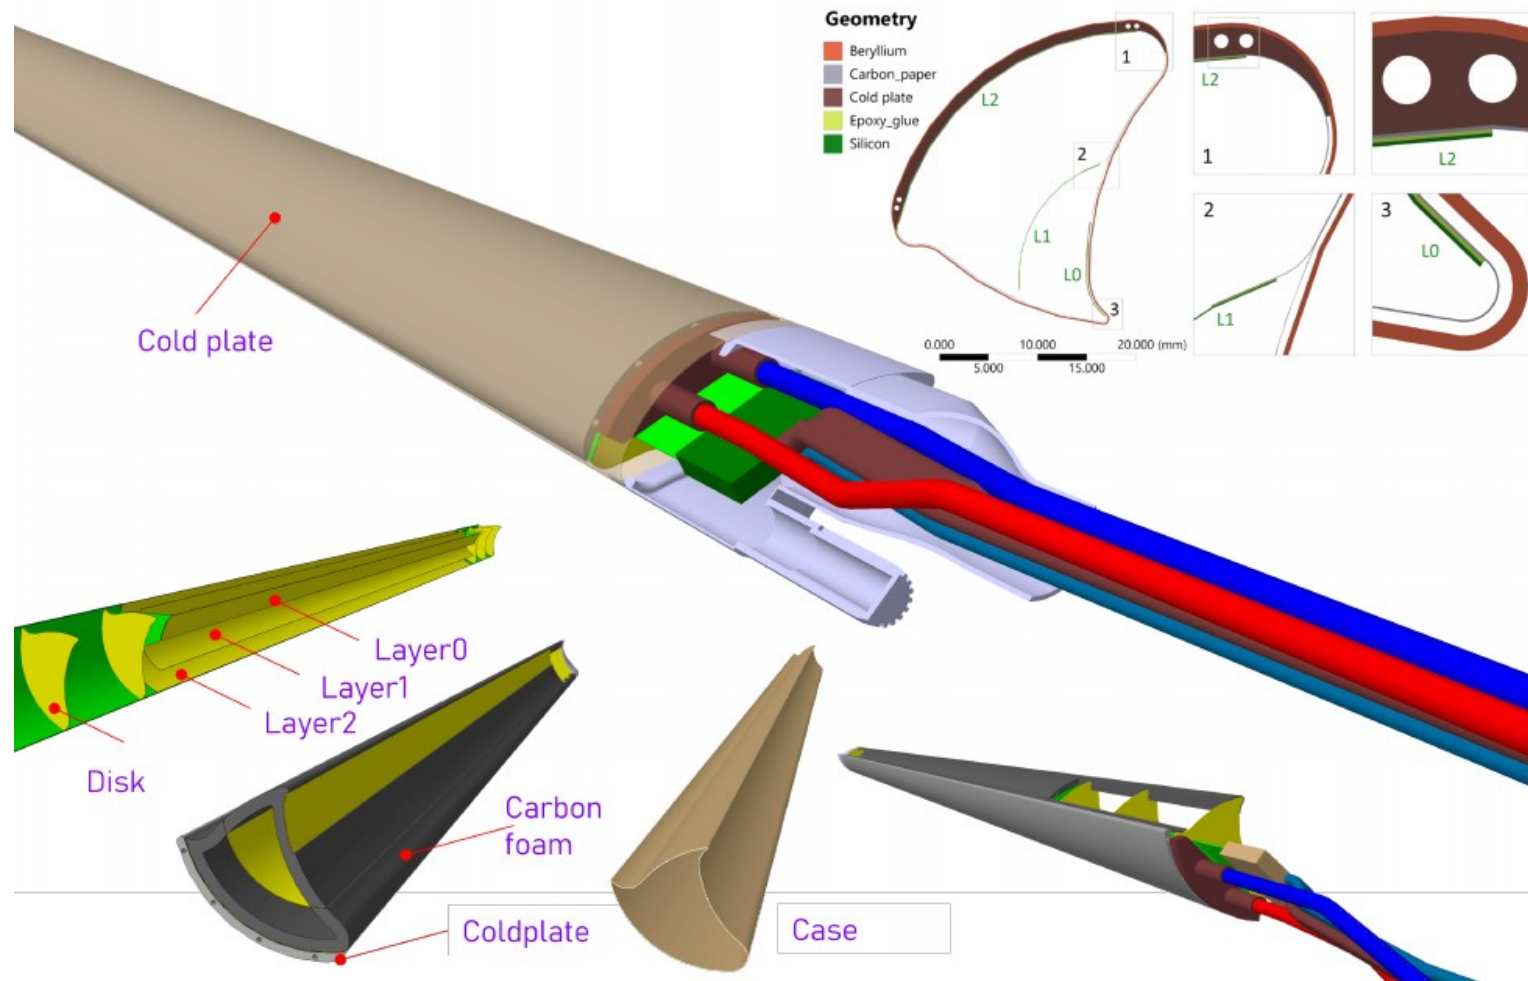 Geometry
Beryllium
Carbon_paper
Cold plate
Epoxy_glue
Silicon
L2
1
2
L1
L0
3
0.000
10.000
20.000 (mm)
5.000
15.000
L2
1
L2
2
L1
3
L0
Cold plate
Layer0
Layer1
Layer2
Disk
Carbon
foam
Coldplate
Case